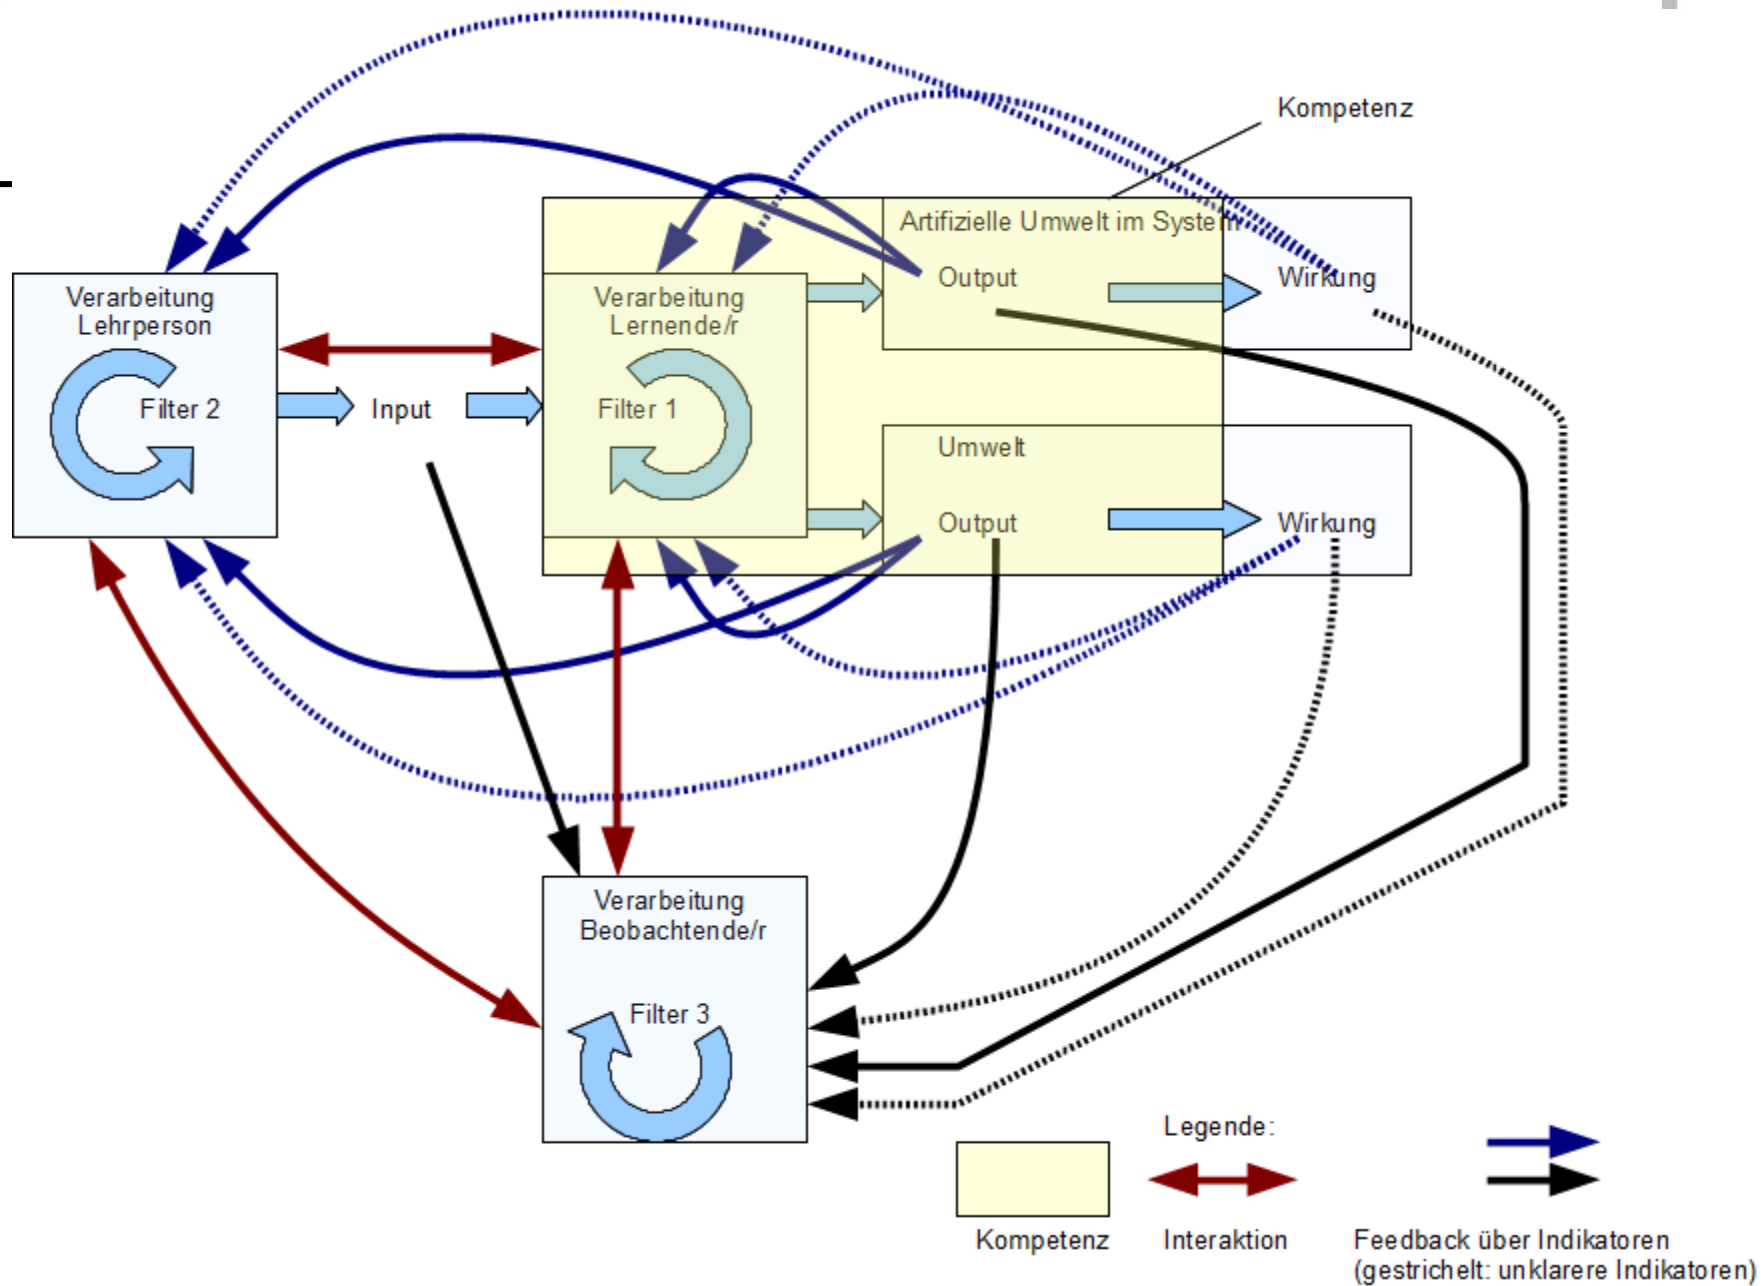 Kompetenz
Artifizielle Umwelt im System
Output
Wirkung
Verarbeitung
Lehrperson
Filter 2
Input
Verarbeitung
Lernende/r
Filter 1
Umwelt
Output
Wirkung
Verarbeitung
Beobachtende/r
Filter 3
Legende:
Kompetenz
Interaktion
Feedback über Indikatoren
(gestrichelt: unklarere Indikatoren)